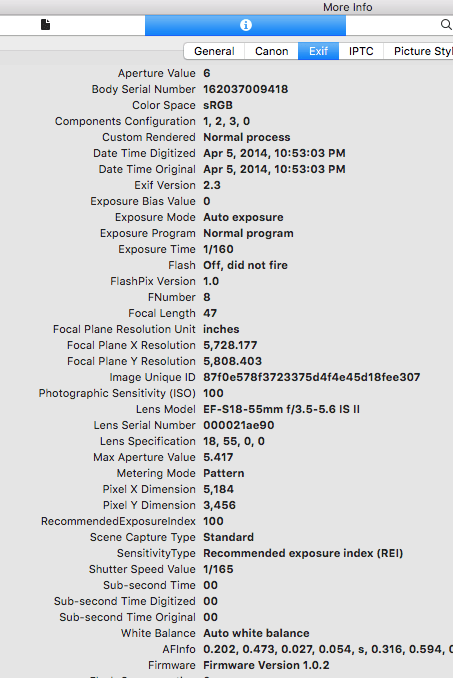 More Info
General Canon Exif IPTC Picture Styl
Aperture Value 6
Body Serial Number 162037009418
Color Space sRGB
Components Configuration 1, 2, 3, 0
Custom Rendered Normal process
Date Time Digitized Apr 5, 2014, 10:53:03 PM
Date Time Original Apr 5, 2014, 10:53:03 PM
Exif Version 2.3
Exposure Bias Value 0
Exposure Mode Auto exposure
Exposure Program Normal program
Exposure Time 1/160
Flash Off, did not fire
FlashPix Version 1.0
FNumber 8
Focal Length 47
Focal Plane Resolution Unit inches
Focal Plane X Resolution 5,728.177
Focal Plane Y Resolution 5,808.403
Image Unique ID 87f0e578f3723375d4f4e45d18fee307
Photographic Sensitivity (ISO) 100
Lens Model EF-S18-55mm f/3.5-5.6 IS II
Lens Serial Number 000021ae90
Lens Specification 18, 55, 0, 0
Max Aperture Value 5.417
Metering Mode Pattern
Pixel X Dimension 5,184
Pixel Y Dimension 3,456
RecommendedExposureIndex 100
Scene Capture Type Standard
SensitivityType Recommended exposure index (REI)
Shutter Speed Value 1/165
Sub-second Time 00
Sub-second Time Digitized 00
Sub-second Time Original 00
White Balance Auto white balance
AFInfo 0.202, 0.473, 0.027, 0.054, s, 0.316, 0.594, 0
Firmware Firmware Version 1.0.2